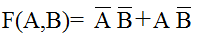 F(A,B)= A̅ B̅+A B̅